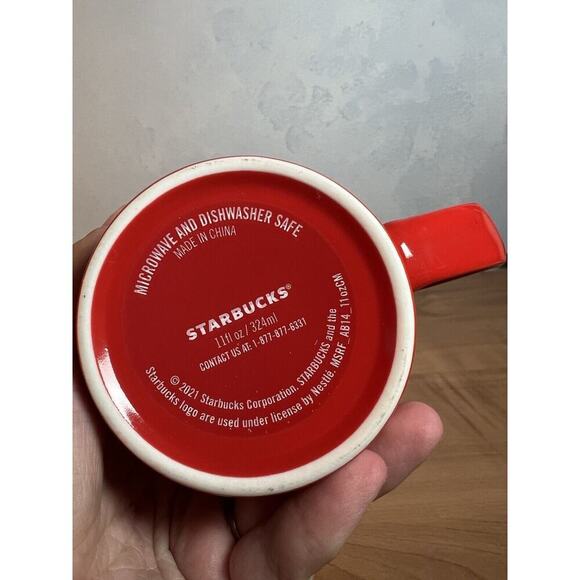 MICROWAVE AND DISHWASHER SAFE
MADE IN CHINA
STARBUCKS®
11fl oz / 324ml
CONTACT US AT: 1-877-877-6331
© 2021 Starbucks Corporation. STARBUCKS and the
Starbucks logo are used under license by Nestlé. MSRF_AB14_11ozCM